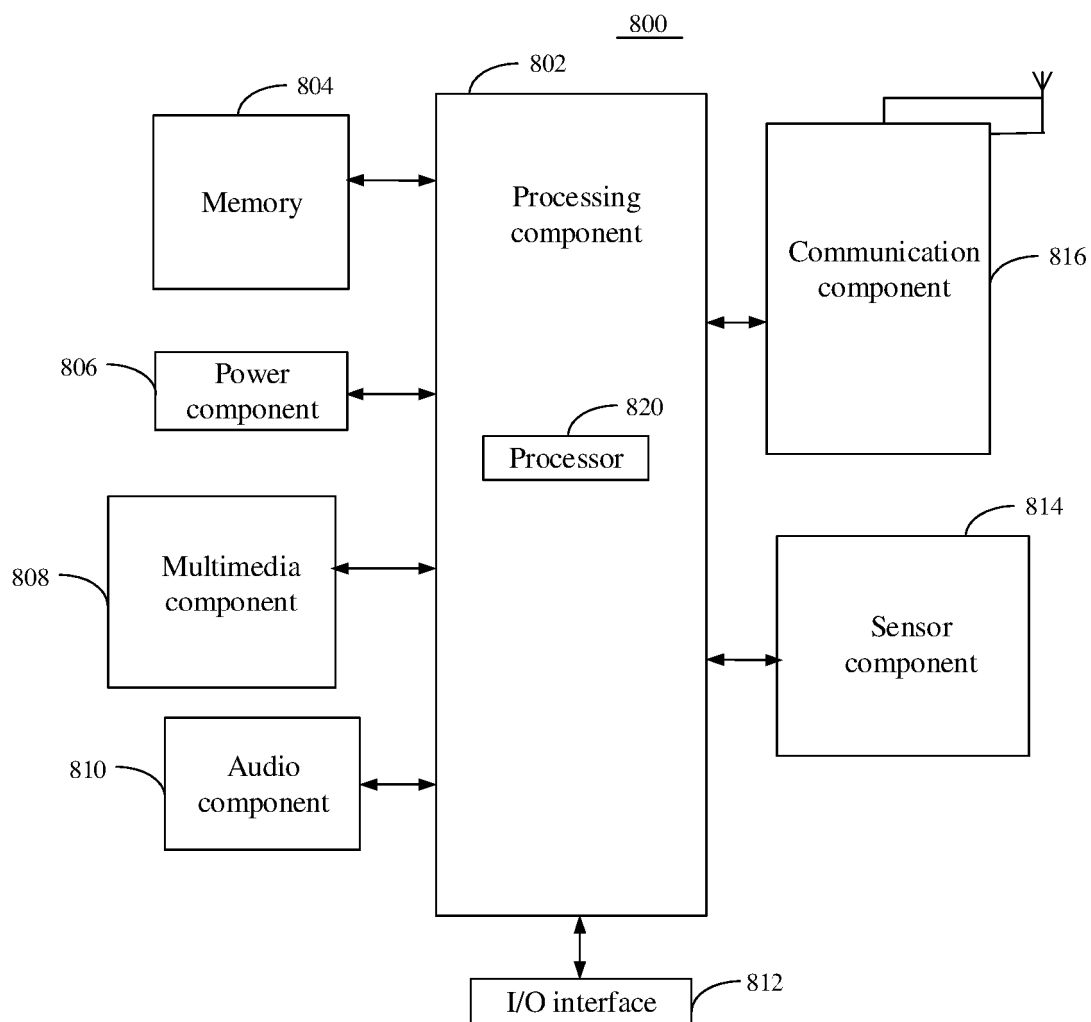 800
802
804
Memory
Processing
component
Communication
component
816
806
Power
component
820
Processor
814
808
Multimedia
component
Sensor
component
810
Audio
component
812
I/O interface